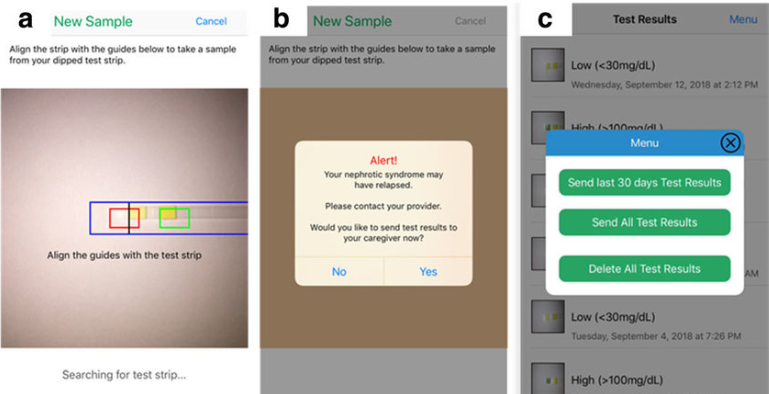 a
New Sample
Cancel
Align the strip with the guides below to take a sample
from your dipped test strip.
Align the guides with the test strip
Searching for test strip...
b
New Sample
Cancel
Align the strip with the guides below to take a sample
from your dipped test strip.
Alert!
Your nephrotic syndrome may
have relapsed.
Please contact your provider.
Would you like to send test results to
your caregiver now?
No
Yes
c
Test Results
Menu
Low (<30mg/dL)
Wednesday, September 12, 2018 at 2:12 PM
High (>100mg/dL)
Menu
Send last 30 days Test Results
Send All Test Results
Delete All Test Results
AM
Low (<30mg/dL)
Tuesday, September 4, 2018 at 7:26 PM
High (>100mg/dL)